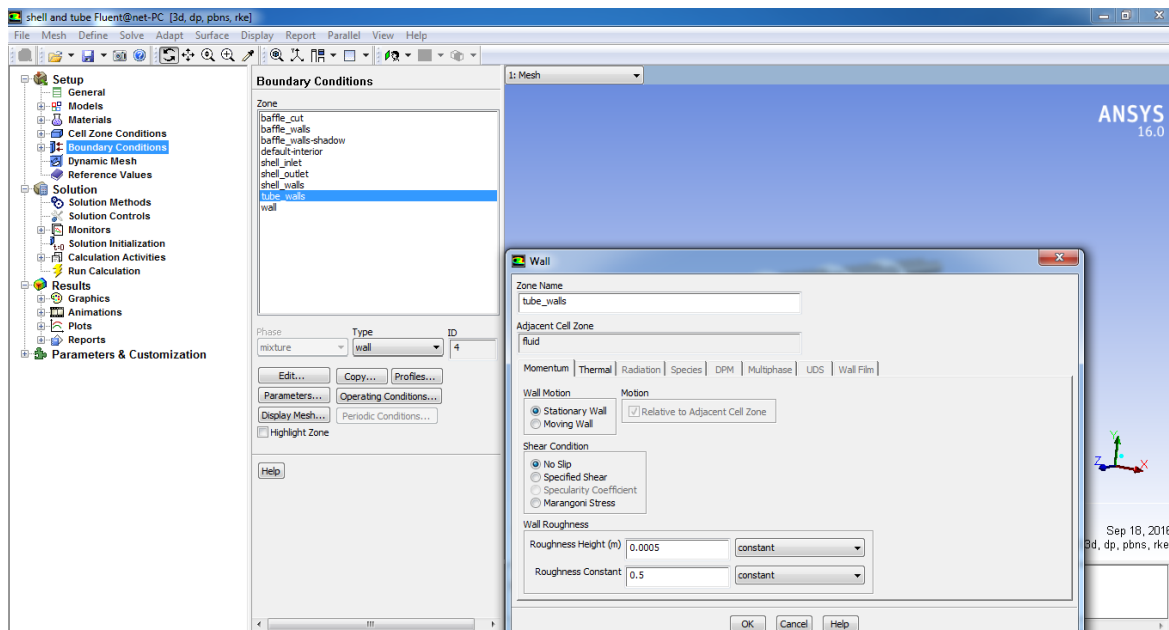 shell and tube Fluent@net-PC [3d, dp, pbns, rke]
File Mesh Define Solve Adapt Surface Display Report Parallel View Help
Setup
General
Models
Materials
Cell Zone Conditions
Boundary Conditions
Dynamic Mesh
Reference Values
Solution
Solution Methods
Solution Controls
Monitors
t=0
Solution Initialization
Calculation Activities
Run Calculation
Results
Graphics
Animations
Plots
Reports
Parameters & Customization
Boundary Conditions
Zone
baffle_cut
baffle_walls
baffle_walls-shadow
default-interior
shell_inlet
shell_outlet
shell_walls
tube_walls
wall
Phase Type ID
mixture wall 4
Edit... Copy... Profiles...
Parameters... Operating Conditions...
Display Mesh... Periodic Conditions...
Highlight Zone
Help
1: Mesh
ANSYS
16.0
Wall
Zone Name
tube_walls
Adjacent Cell Zone
fluid
Momentum Thermal Radiation Species DPM Multiphase UDS Wall Film
Wall Motion Motion
Stationary Wall Relative to Adjacent Cell Zone
Moving Wall
Shear Condition
No Slip
Specified Shear
Specularity Coefficient
Marangoni Stress
Wall Roughness
Roughness Height (m) 0.0005 constant
Roughness Constant 0.5 constant
OK Cancel Help
Y
Z X
Sep 18, 2016
3d, dp, pbns, rke